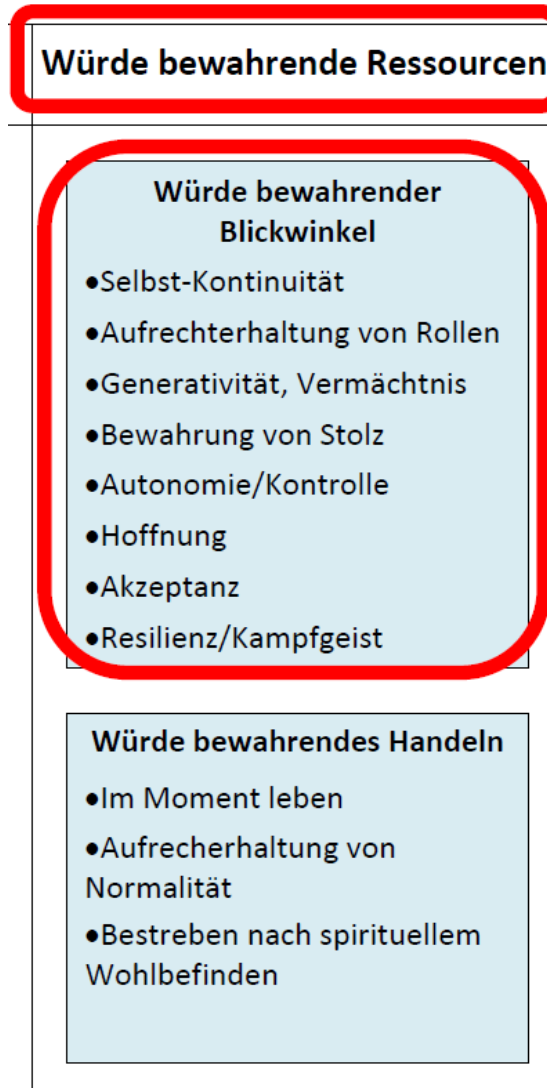 Würde bewahrende Ressourcen
Würde bewahrender
Blickwinkel
•Selbst-Kontinuität
•Aufrechterhaltung von Rollen
•Generativität, Vermächtnis
•Bewahrung von Stolz
•Autonomie/Kontrolle
•Hoffnung
•Akzeptanz
•Resilienz/Kampfgeist
Würde bewahrendes Handeln
•Im Moment leben
•Aufrecherhaltung von
Normalität
•Bestreben nach spirituellem
Wohlbefinden